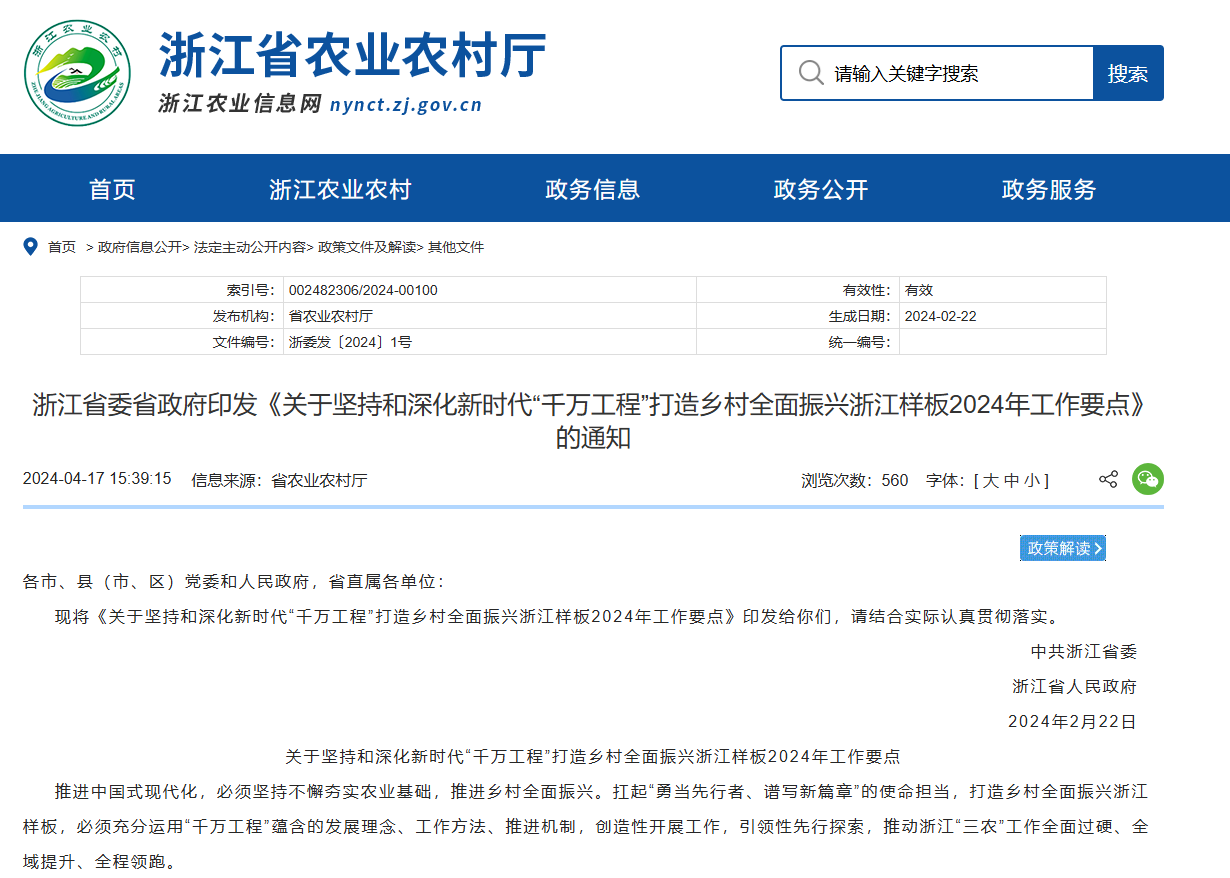 浙江农业农村
ZHEJIANG AGRICULTURE AND RURAL AREAS
浙江省农业农村厅
浙江农业信息网 nynct.zj.gov.cn
请输入关键字搜索
搜索
首页 浙江农业农村 政务信息 政务公开 政务服务
首页 > 政府信息公开> 法定主动公开内容> 政策文件及解读> 其他文件
索引号： 002482306/2024-00100 有效性： 有效
发布机构： 省农业农村厅 生成日期： 2024-02-22
文件编号： 浙委发〔2024〕1号 统一编号：
浙江省委省政府印发《关于坚持和深化新时代“千万工程”打造乡村全面振兴浙江样板2024年工作要点》
的通知
2024-04-17 15:39:15 信息来源：省农业农村厅 浏览次数：560 字体：[ 大 中 小 ]
政策解读
各市、县（市、区）党委和人民政府，省直属各单位：
现将《关于坚持和深化新时代“千万工程”打造乡村全面振兴浙江样板2024年工作要点》印发给你们，请结合实际认真贯彻落实。
中共浙江省委
浙江省人民政府
2024年2月22日
关于坚持和深化新时代“千万工程”打造乡村全面振兴浙江样板2024年工作要点
推进中国式现代化，必须坚持不懈夯实农业基础，推进乡村全面振兴。扛起“勇当先行者、谱写新篇章”的使命担当，打造乡村全面振兴浙江
样板，必须充分运用“千万工程”蕴含的发展理念、工作方法、推进机制，创造性开展工作，引领性先行探索，推动浙江“三农”工作全面过硬、全
域提升、全程领跑。